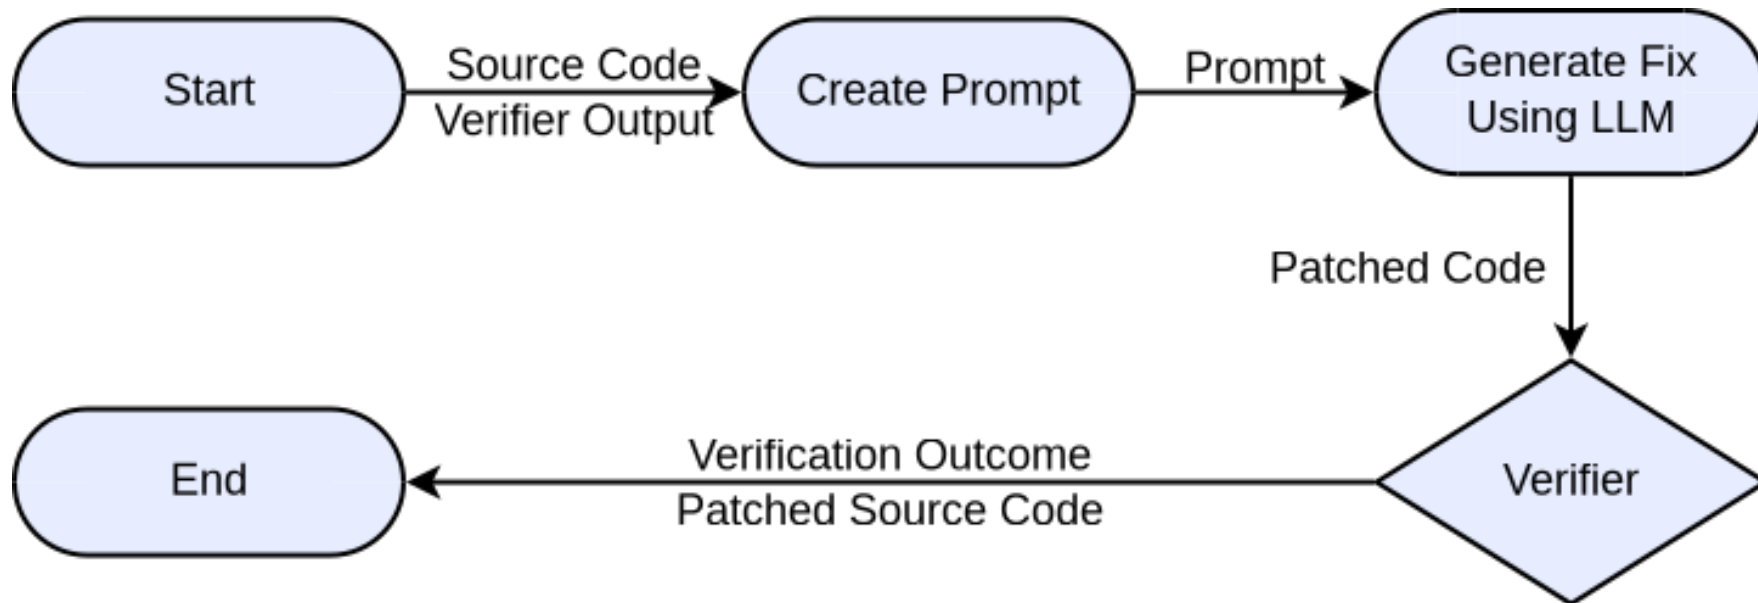 Start
Source Code
Verifier Output
Create Prompt
Prompt
Generate Fix
Using LLM
Patched Code
Verifier
Verification Outcome
Patched Source Code
End